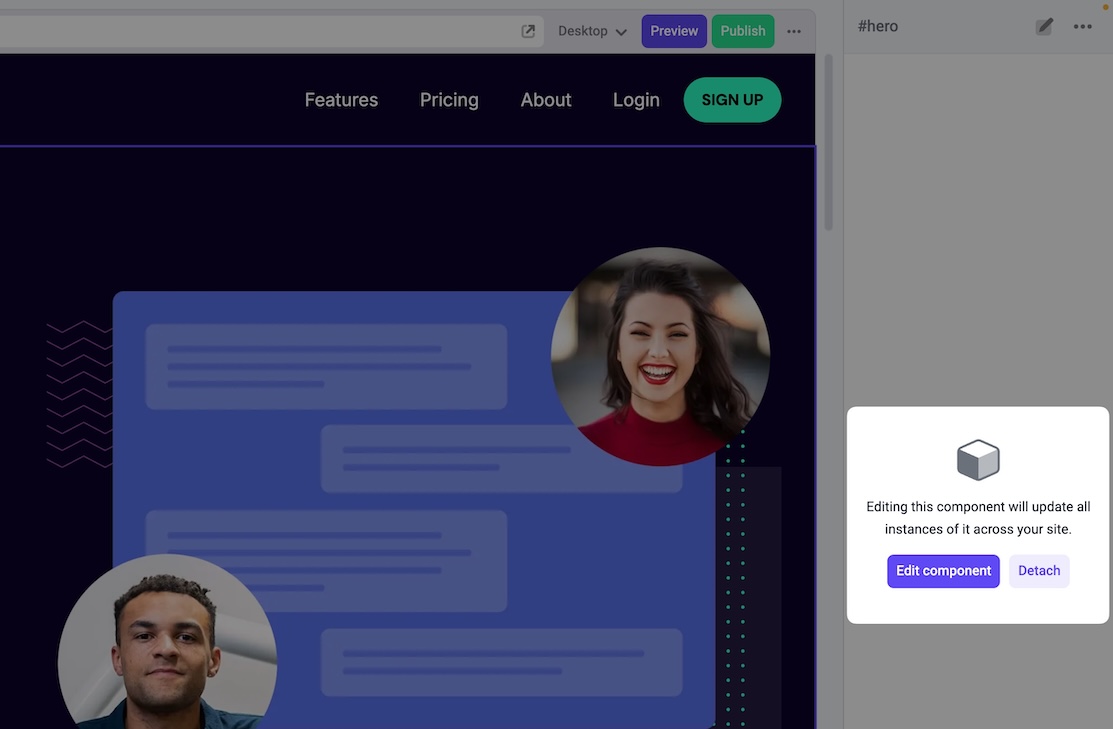 Desktop
Preview
Publish
#hero
Features
Pricing
About
Login
SIGN UP
Editing this component will update all
instances of it across your site.
Edit component
Detach